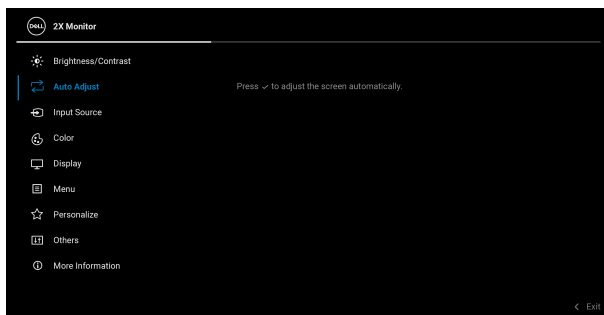 DELL 2X Monitor
Brightness/Contrast
Auto Adjust
Press ✓ to adjust the screen automatically.
Input Source
Color
Display
Menu
Personalize
Others
More Information
< Exit